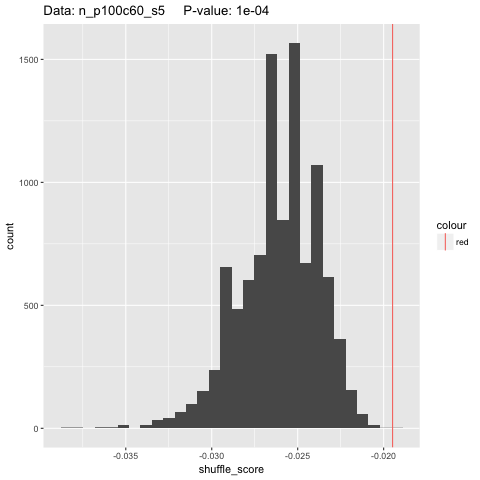 Data: n_p100c60_s5 P-value: 1e-04
1500
1000
500
0
count
-0.035 -0.030 -0.025 -0.020
shuffle_score
colour
red